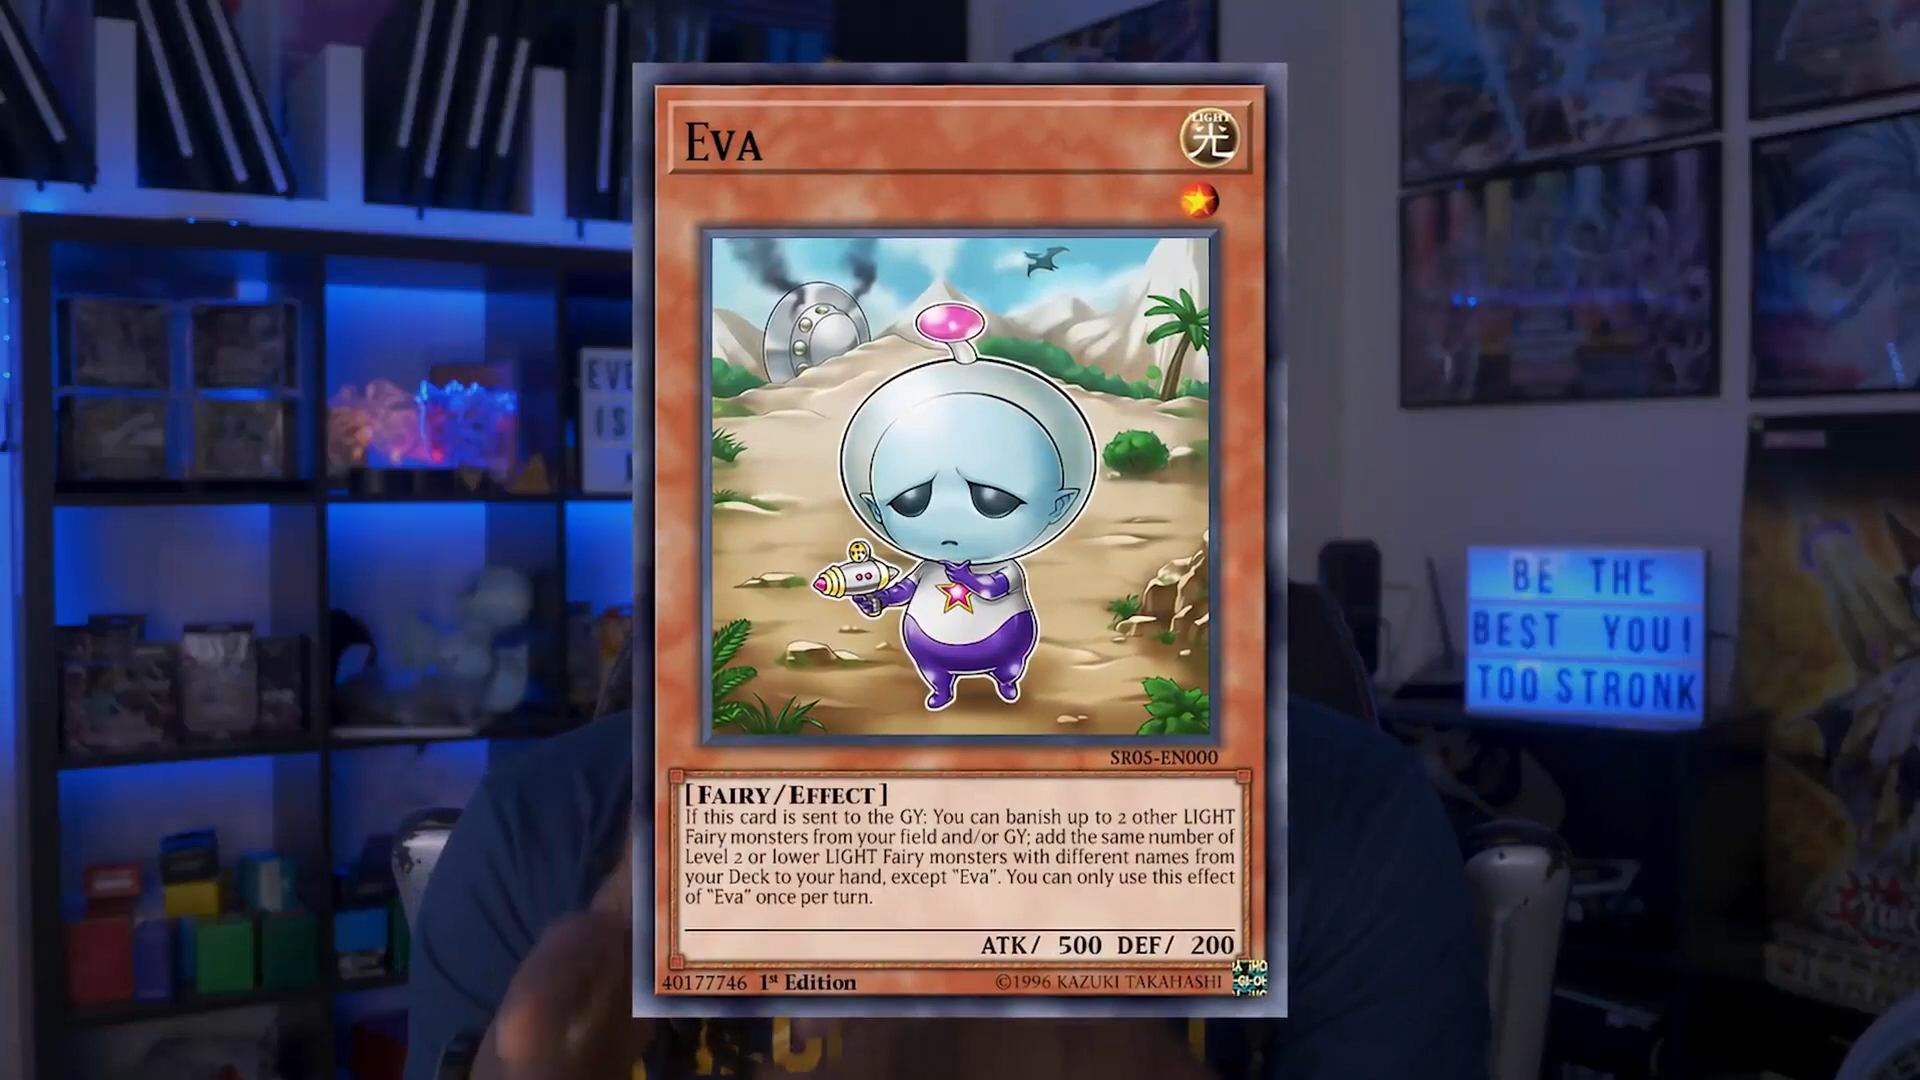 Eva
LIGHT
光
SR05-EN000
[Fairy/Effect]
If this card is sent to the GY: You can banish up to 2 other LIGHT
Fairy monsters from your field and/or GY; add the same number of
Level 2 or lower LIGHT Fairy monsters with different names from
your Deck to your hand, except "Eva". You can only use this effect
of "Eva" once per turn.
ATK/ 500 DEF/ 200
40177746 1st Edition ©1996 KAZUKI TAKAHASHI
BE THE
BEST YOU!
TOO STRONK
IS